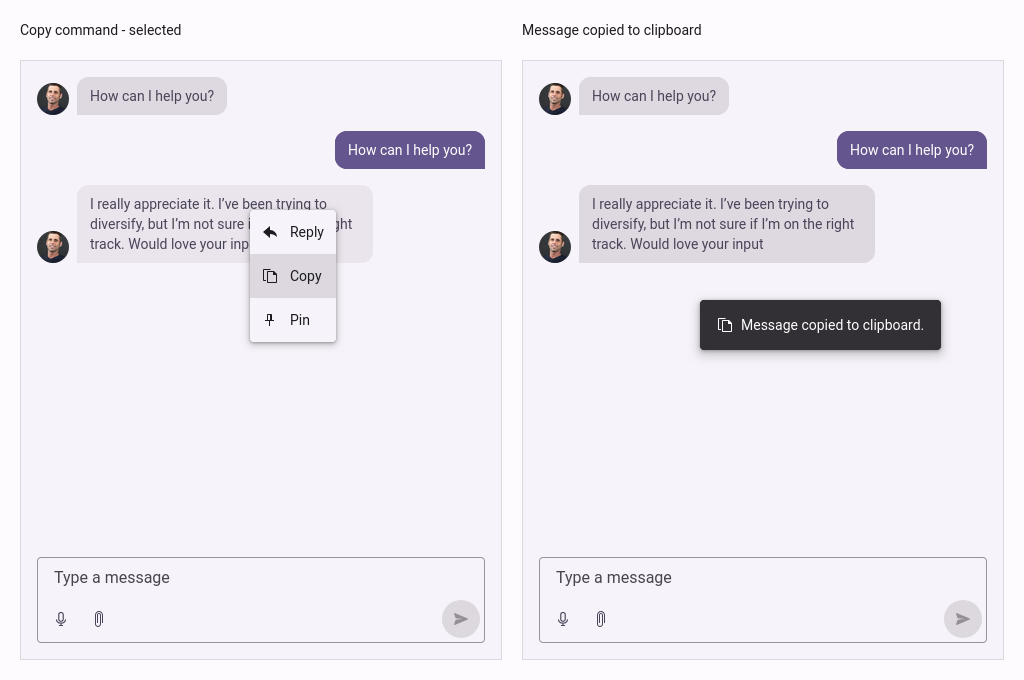 Copy command - selected
How can I help you?
How can I help you?
I really appreciate it. I’ve been trying to
diversify, but I’m not sure i ght
track. Would love your inp
Reply
Copy
Pin
Type a message
Message copied to clipboard
How can I help you?
How can I help you?
I really appreciate it. I’ve been trying to
diversify, but I’m not sure if I’m on the right
track. Would love your input
Message copied to clipboard.
Type a message